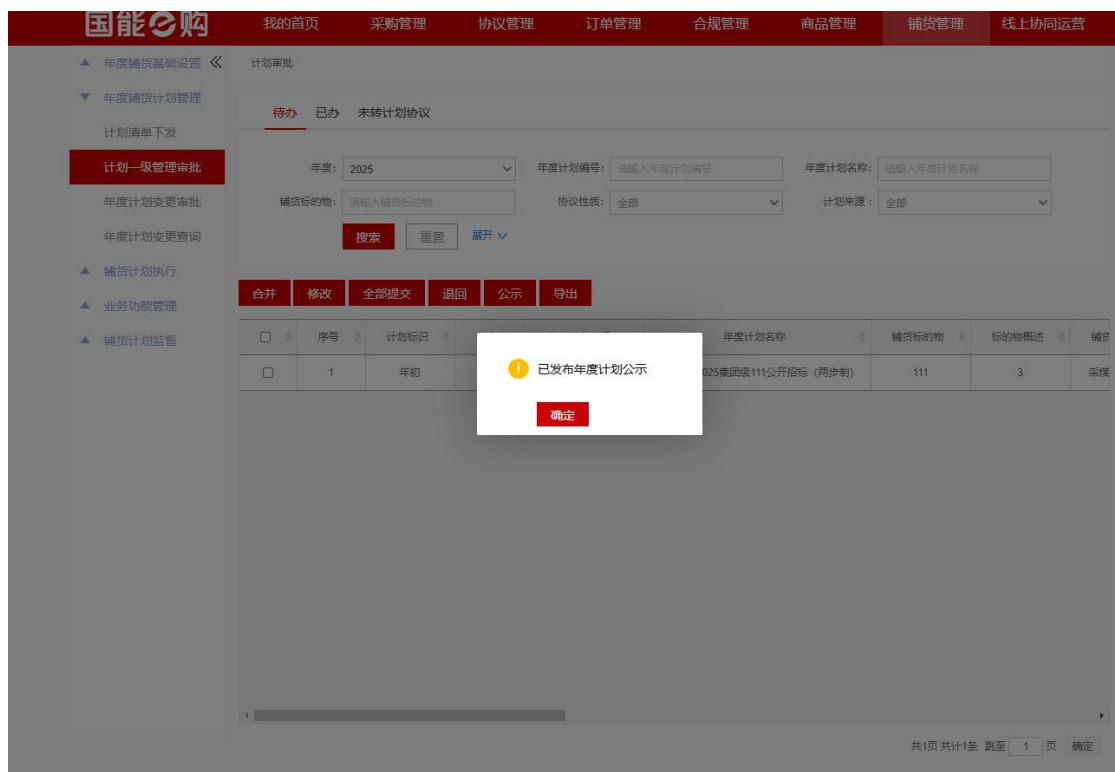 国能e购 我的首页 采购管理 协议管理 订单管理 合规管理 商品管理 铺货管理 线上协同运营
年度铺货基础设置 计划审批
年度铺货计划管理
待办 已办 未转计划协议
计划清单下发
计划一级管理审批
年度: 2025 年度计划编号: 请输入年度计划编号 年度计划名称: 请输入年度计划名称
年度计划变更审批
铺货标的物: 请输入铺货标的物 协议性质: 全部 计划来源: 全部
年度计划变更查询
搜索 重置 展开
铺货计划执行
合并 修改 全部提交 退回 公示 导出
业务功能管理
铺货计划监督
序号 计划标识 年度计划名称 铺货标的物 标的物概述 铺货
1 年初 025集团级111公开招标（两步制） 111 3 采煤
已发布年度计划公示
确定
共1页 共计1条 跳至 1 页 确定